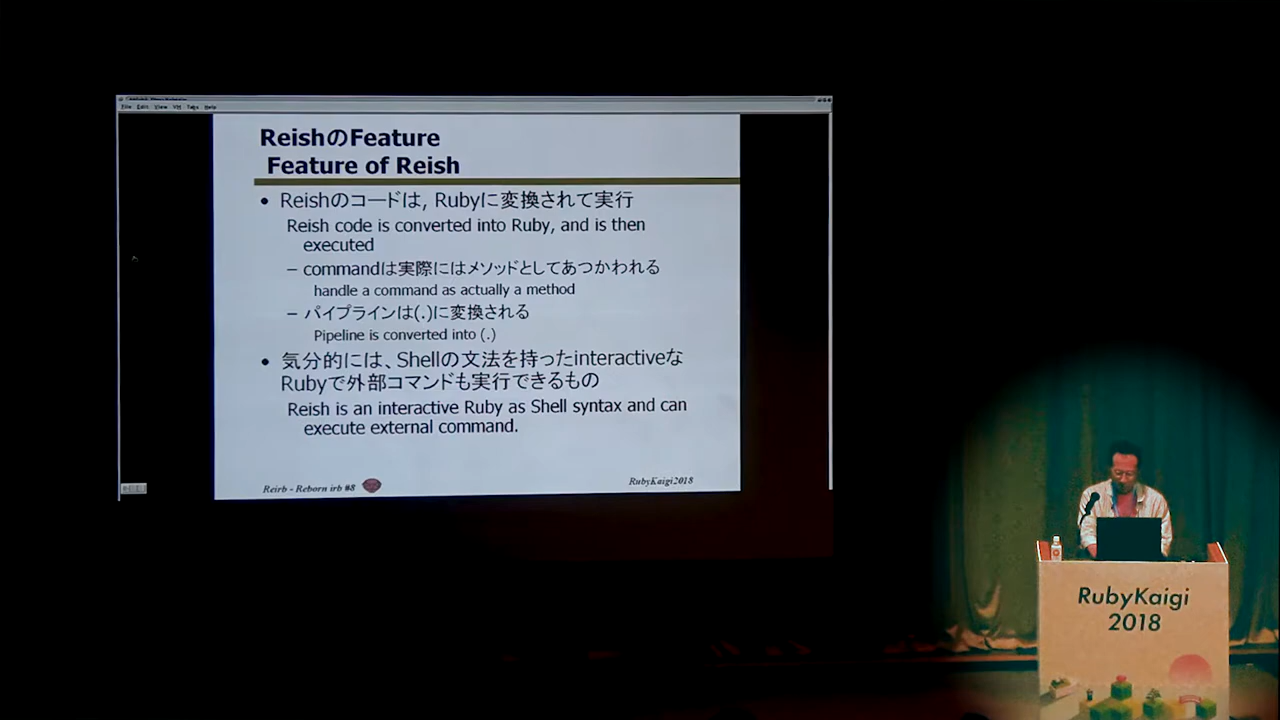 File Edit View VM Tabs Help
ReishのFeature
Feature of Reish
• Reishのコードは, Rubyに変換されて実行
Reish code is converted into Ruby, and is then
executed
– commandは実際にはメソッドとしてあつかわれる
handle a command as actually a method
– パイプラインは(.)に変換される
Pipeline is converted into (.)
• 気分的には、Shellの文法を持ったinteractiveな
Rubyで外部コマンドも実行できるもの
Reish is an interactive Ruby as Shell syntax and can
execute external command.
Reirb - Reborn irb #8
RubyKaigi2018
RubyKaigi
2018